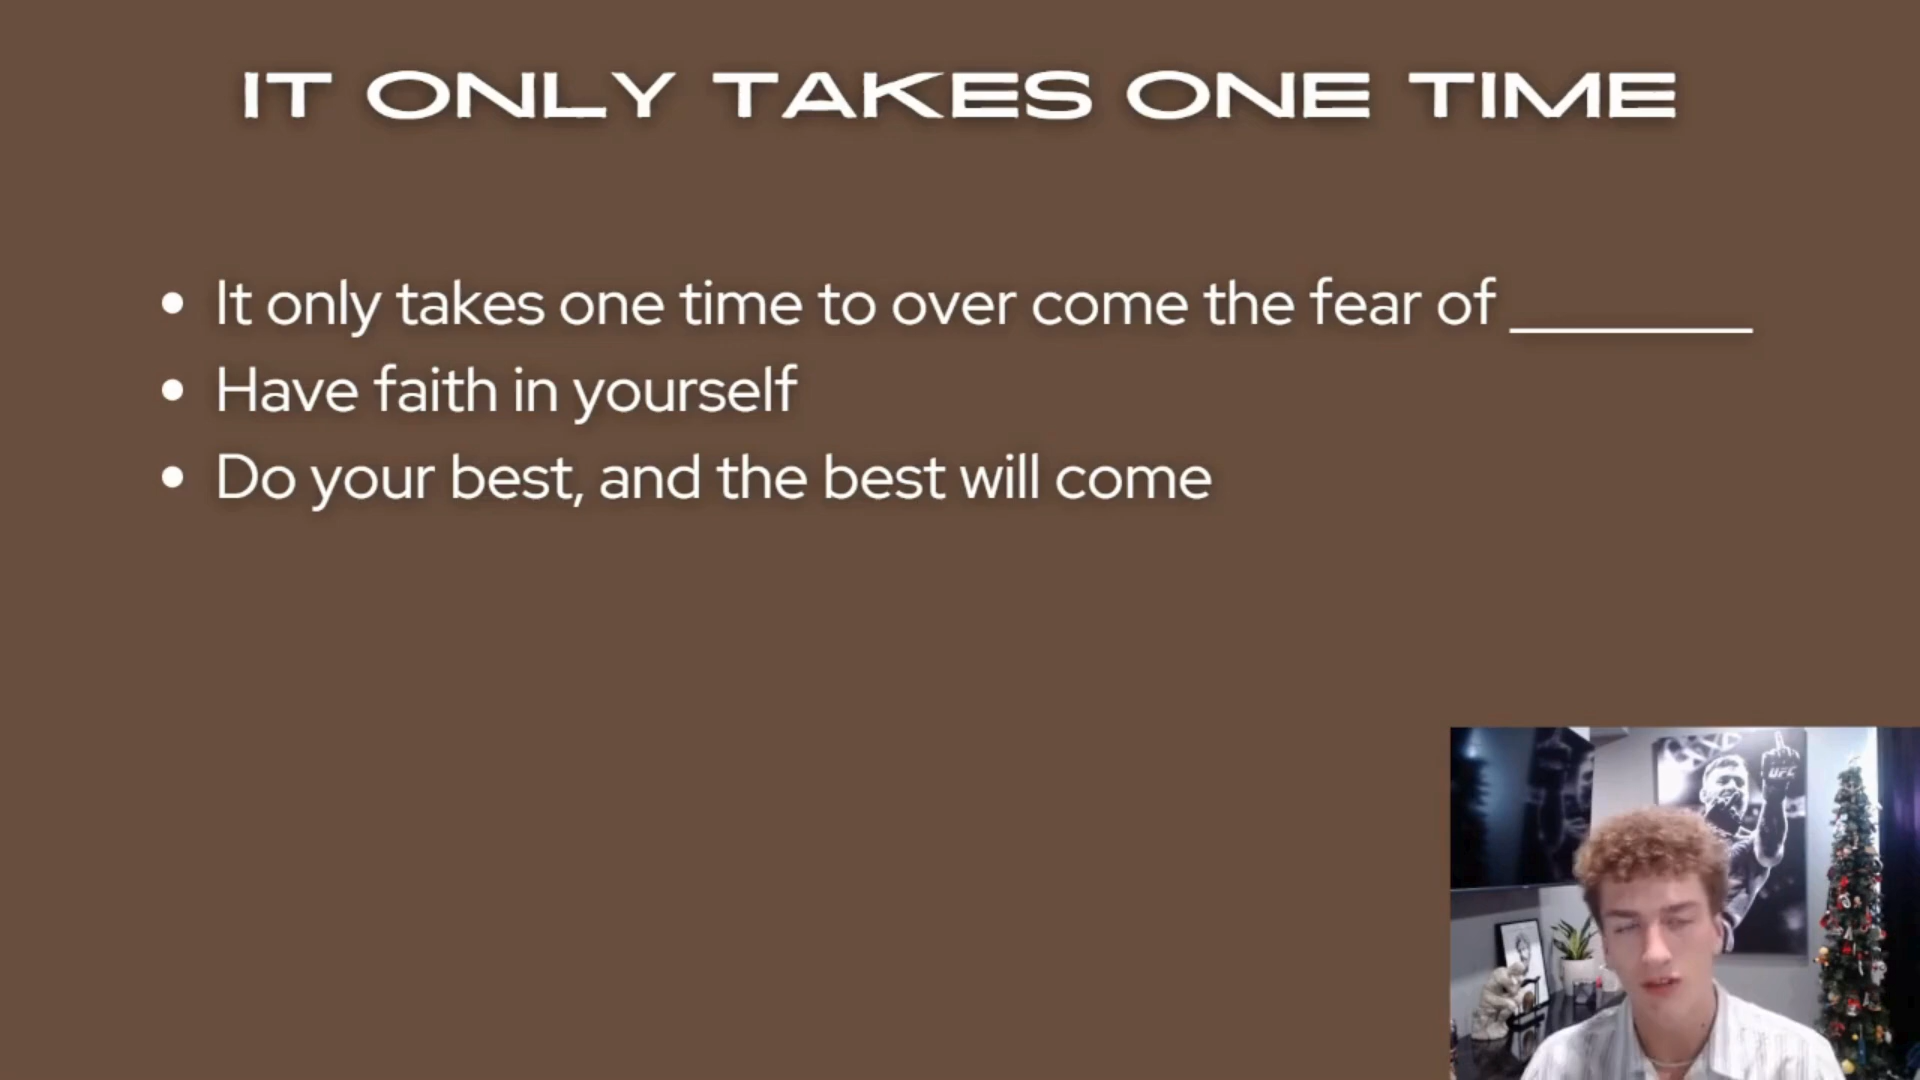 IT ONLY TAKES ONE TIME
• It only takes one time to over come the fear of ________
• Have faith in yourself
• Do your best, and the best will come
UFC